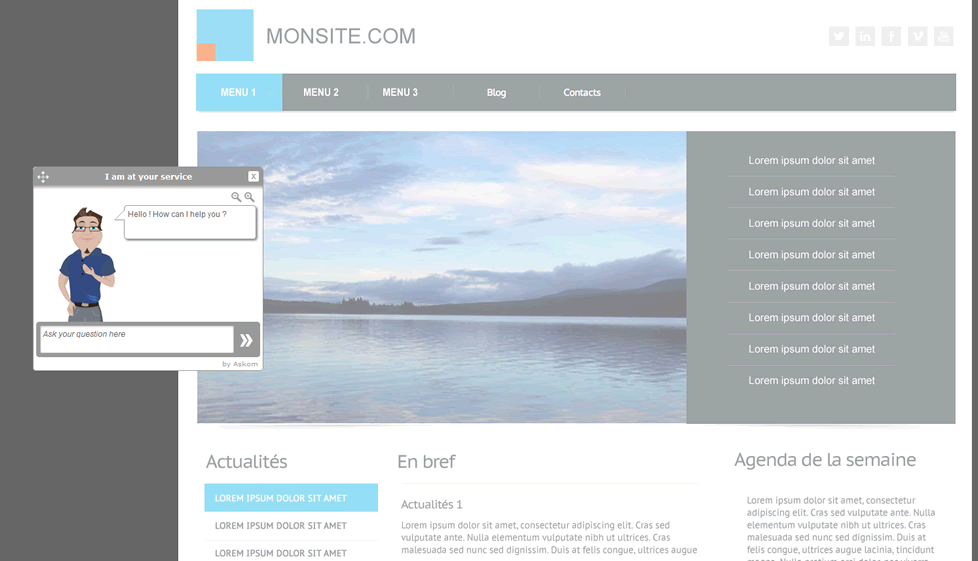 MONSITE.COM
MENU 1
MENU 2
MENU 3
Blog
Contacts
Lorem ipsum dolor sit amet
Lorem ipsum dolor sit amet
Lorem ipsum dolor sit amet
Lorem ipsum dolor sit amet
Lorem ipsum dolor sit amet
Lorem ipsum dolor sit amet
Lorem ipsum dolor sit amet
Lorem ipsum dolor sit amet
I am at your service
X
Hello ! How can I help you ?
Ask your question here
by Askom
Actualités
LOREM IPSUM DOLOR SIT AMET
LOREM IPSUM DOLOR SIT AMET
LOREM IPSUM DOLOR SIT AMET
En bref
Actualités 1
Lorem ipsum dolor sit amet, consectetur adipiscing elit. Cras sed
vulputate ante. Nulla elementum vulputate nibh ut ultrices. Cras
malesuada sed nunc sed dignissim. Duis at felis congue, ultrices augue
Agenda de la semaine
Lorem ipsum dolor sit amet, consectetur
adipiscing elit. Cras sed vulputate ante. Nulla
elementum vulputate nibh ut ultrices. Cras
malesuada sed nunc sed dignissim. Duis at
felis congue, ultrices augue lacinia, tincidunt